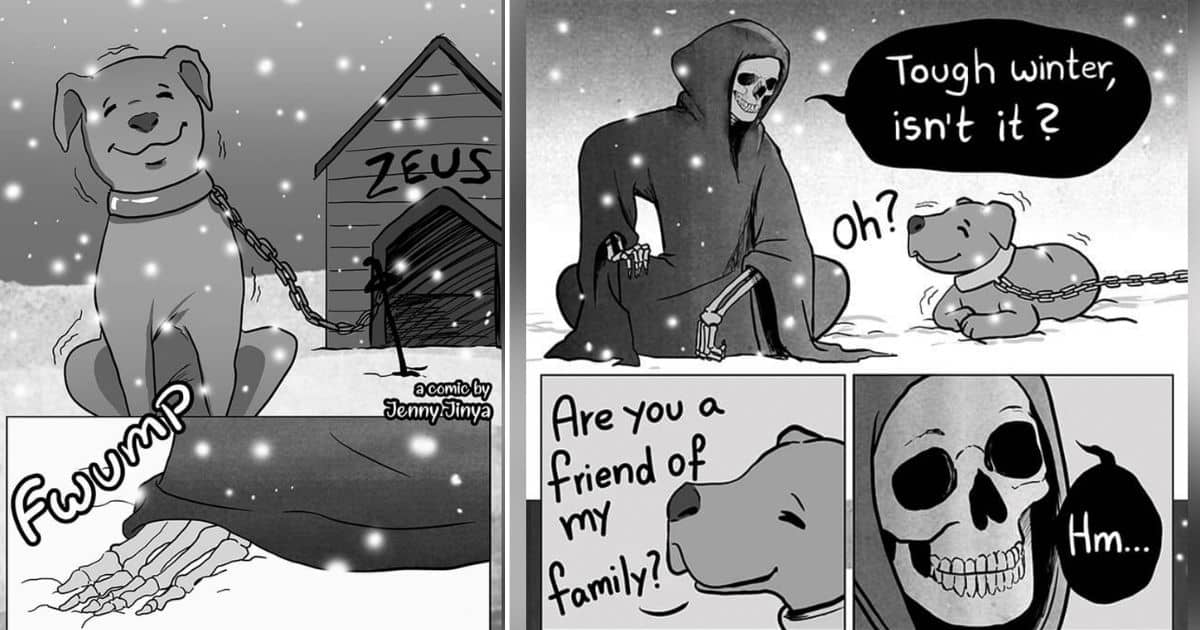 ZEUS
a comic by
Jenny Jinya
Fwump
Tough winter,
isn't it?
Oh?
Are you a
friend of
my
family?
Hm...